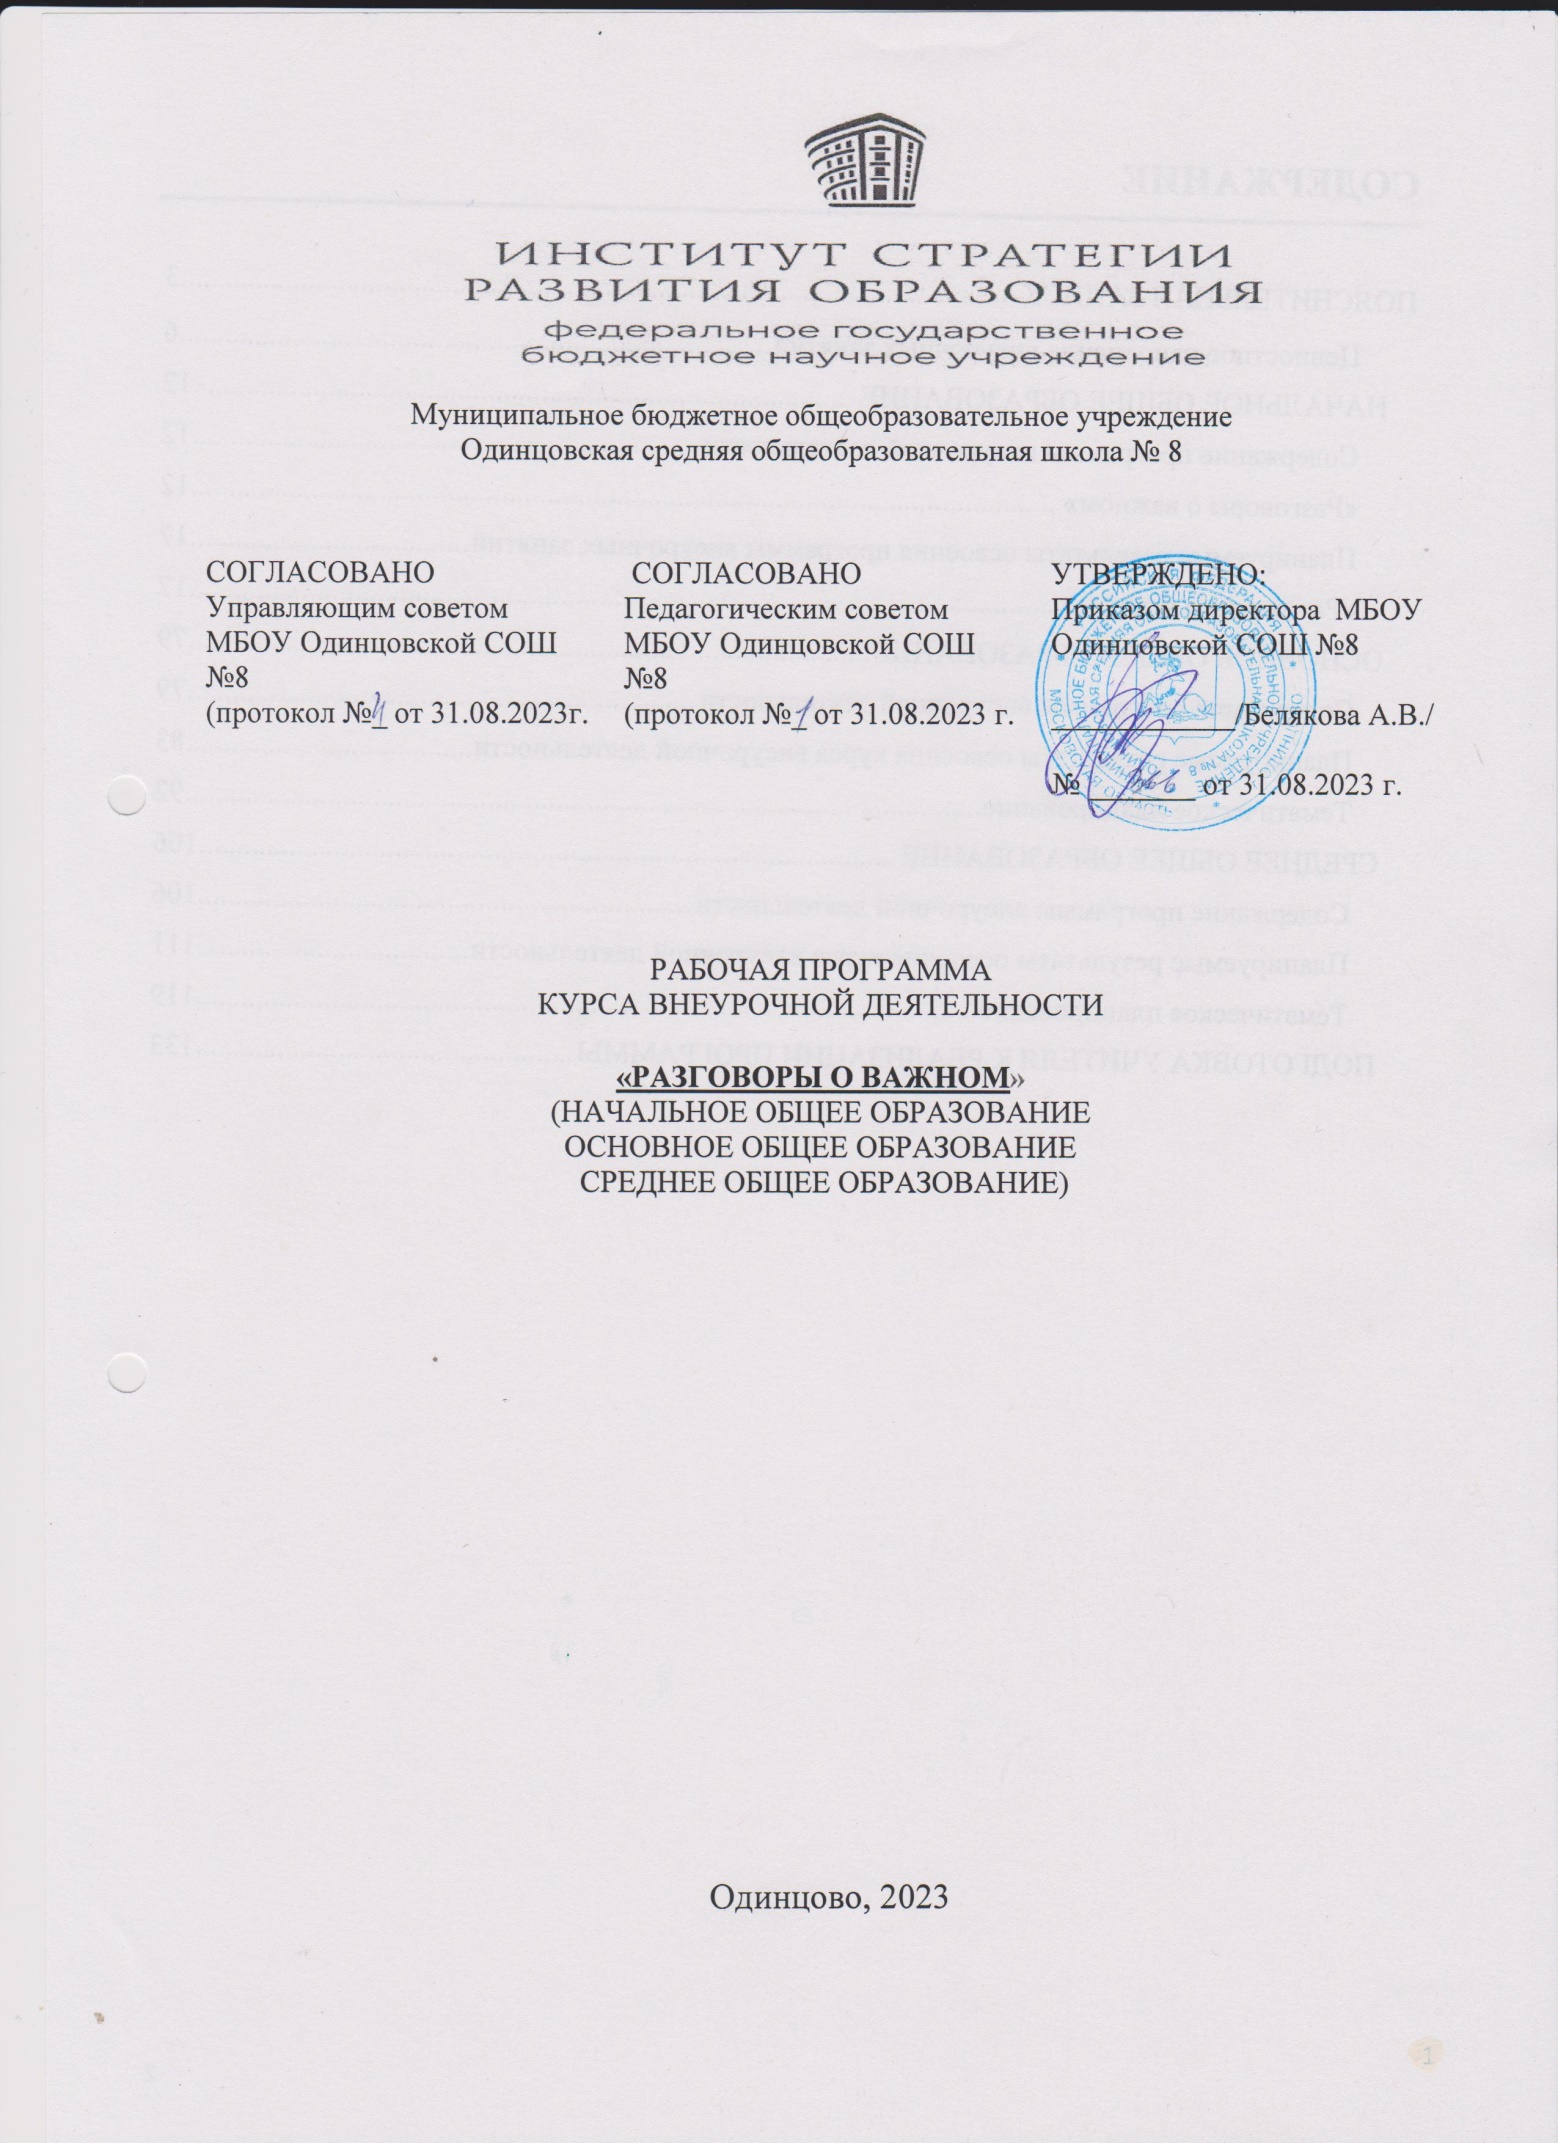 ИНСТИТУТ СТРАТЕГИИ
РАЗВИТИЯ ОБРАЗОВАНИЯ
федеральное государственное
бюджетное научное учреждение
Муниципальное бюджетное общеобразовательное учреждение
Одинцовская средняя общеобразовательная школа № 8
СОГЛАСОВАНО
Управляющим советом
МБОУ Одинцовской СОШ
№8
(протокол №4 от 31.08.2023г.
СОГЛАСОВАНО
Педагогическим советом
МБОУ Одинцовской СОШ
№8
(протокол №1 от 31.08.2023 г.
УТВЕРЖДЕНО:
Приказом директора МБОУ
Одинцовской СОШ №8
____________/Белякова А.В./
№ _______ от 31.08.2023 г.
РАБОЧАЯ ПРОГРАММА
КУРСА ВНЕУРОЧНОЙ ДЕЯТЕЛЬНОСТИ
«РАЗГОВОРЫ О ВАЖНОМ»
(НАЧАЛЬНОЕ ОБЩЕЕ ОБРАЗОВАНИЕ
ОСНОВНОЕ ОБЩЕЕ ОБРАЗОВАНИЕ
СРЕДНЕЕ ОБЩЕЕ ОБРАЗОВАНИЕ)
Одинцово, 2023
1